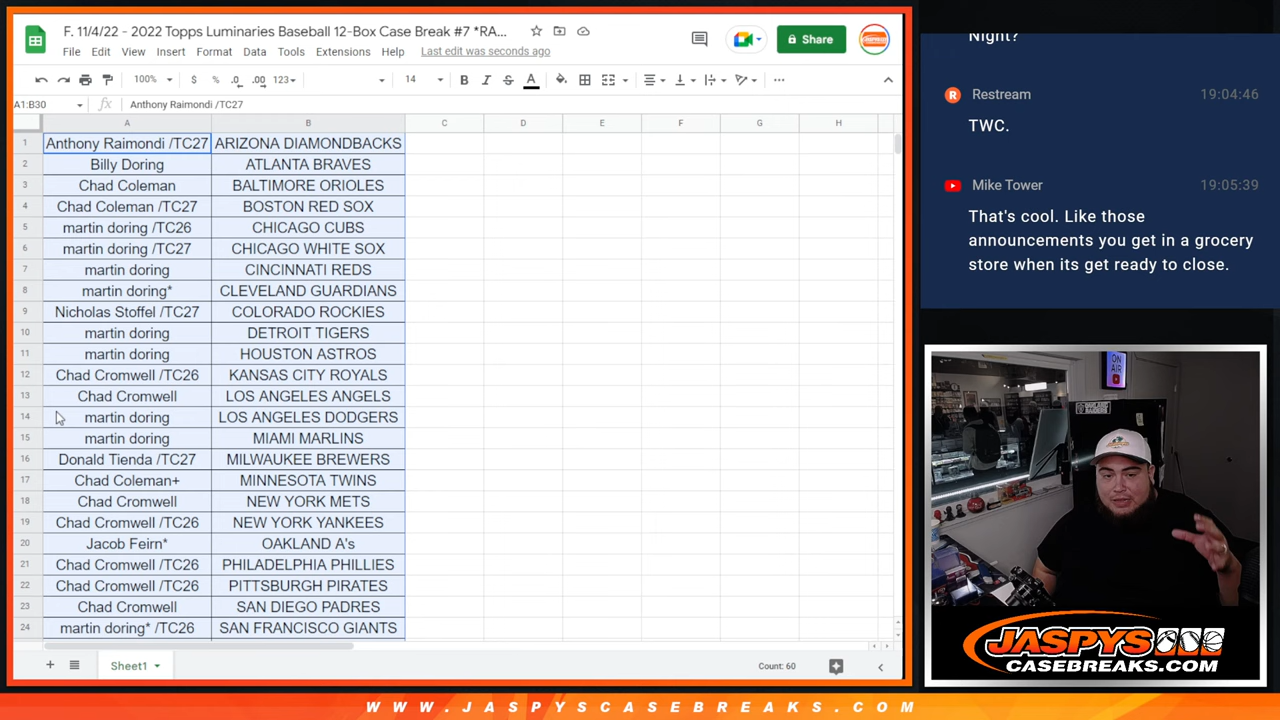 F. 11/4/22 - 2022 Topps Luminaries Baseball 12-Box Case Break #7 *RA...
File Edit View Insert Format Data Tools Extensions Help Last edit was seconds ago
Share
100% $ % .0 .00 123 14 B I S A
A1:B30 fx Anthony Raimondi /TC27
A B C D E F G H
1 Anthony Raimondi /TC27 ARIZONA DIAMONDBACKS
2 Billy Doring ATLANTA BRAVES
3 Chad Coleman BALTIMORE ORIOLES
4 Chad Coleman /TC27 BOSTON RED SOX
5 martin doring /TC26 CHICAGO CUBS
6 martin doring /TC27 CHICAGO WHITE SOX
7 martin doring CINCINNATI REDS
8 martin doring* CLEVELAND GUARDIANS
9 Nicholas Stoffel /TC27 COLORADO ROCKIES
10 martin doring DETROIT TIGERS
11 martin doring HOUSTON ASTROS
12 Chad Cromwell /TC26 KANSAS CITY ROYALS
13 Chad Cromwell LOS ANGELES ANGELS
14 martin doring LOS ANGELES DODGERS
15 martin doring MIAMI MARLINS
16 Donald Tienda /TC27 MILWAUKEE BREWERS
17 Chad Coleman+ MINNESOTA TWINS
18 Chad Cromwell NEW YORK METS
19 Chad Cromwell /TC26 NEW YORK YANKEES
20 Jacob Feirn* OAKLAND A's
21 Chad Cromwell /TC26 PHILADELPHIA PHILLIES
22 Chad Cromwell /TC26 PITTSBURGH PIRATES
23 Chad Cromwell SAN DIEGO PADRES
24 martin doring* /TC26 SAN FRANCISCO GIANTS
Sheet1 Count: 60
Night?
Restream 19:04:46
TWC.
Mike Tower 19:05:39
That's cool. Like those
announcements you get in a grocery
store when its get ready to close.
ON
AIR
JASPYS
CASEBREAKS.COM
WWW.JASPYSCASEBREAKS.COM